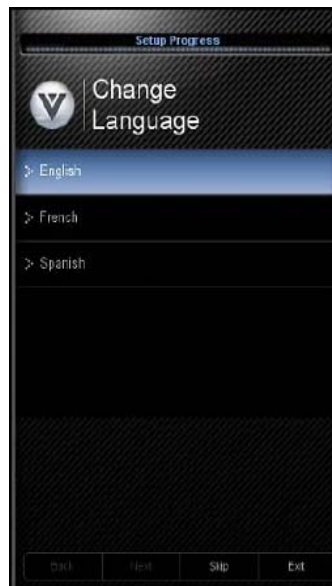 Setup Progress
V
Change
Language
> English
> French
> Spanish
Back Next Skip Exit